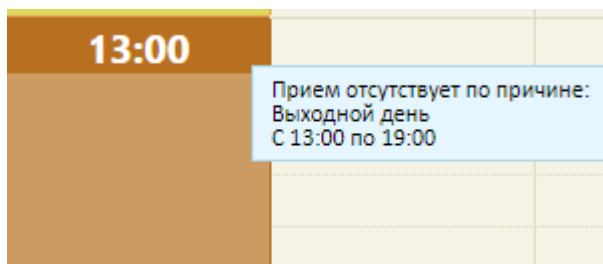 13:00
Прием отсутствует по причине:
Выходной день
С 13:00 по 19:00